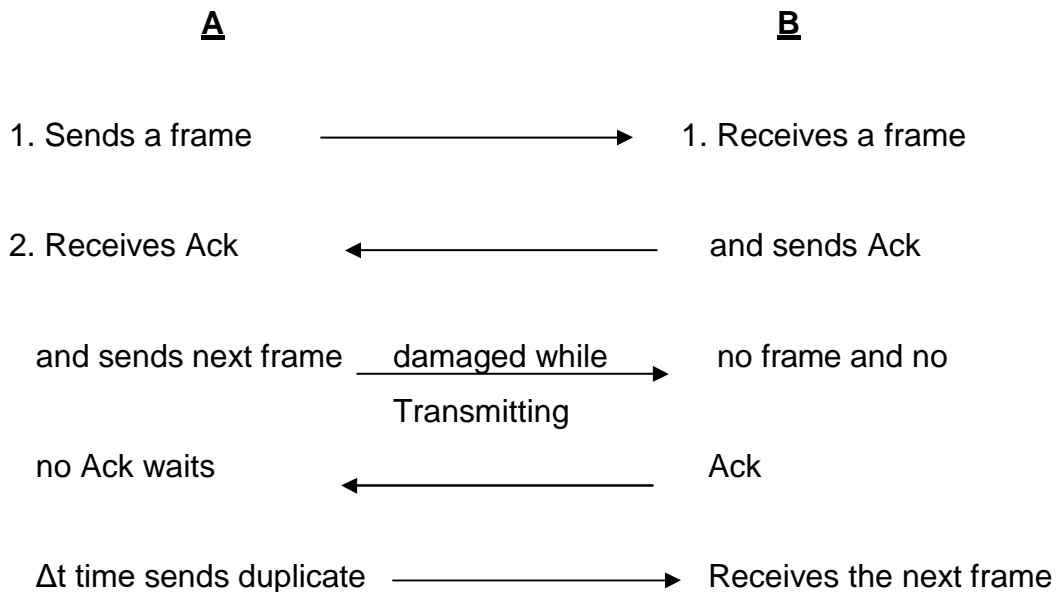 A B
1. Sends a frame 1. Receives a frame
2. Receives Ack and sends Ack
and sends next frame damaged while no frame and no
Transmitting
no Ack waits Ack
Δt time sends duplicate Receives the next frame